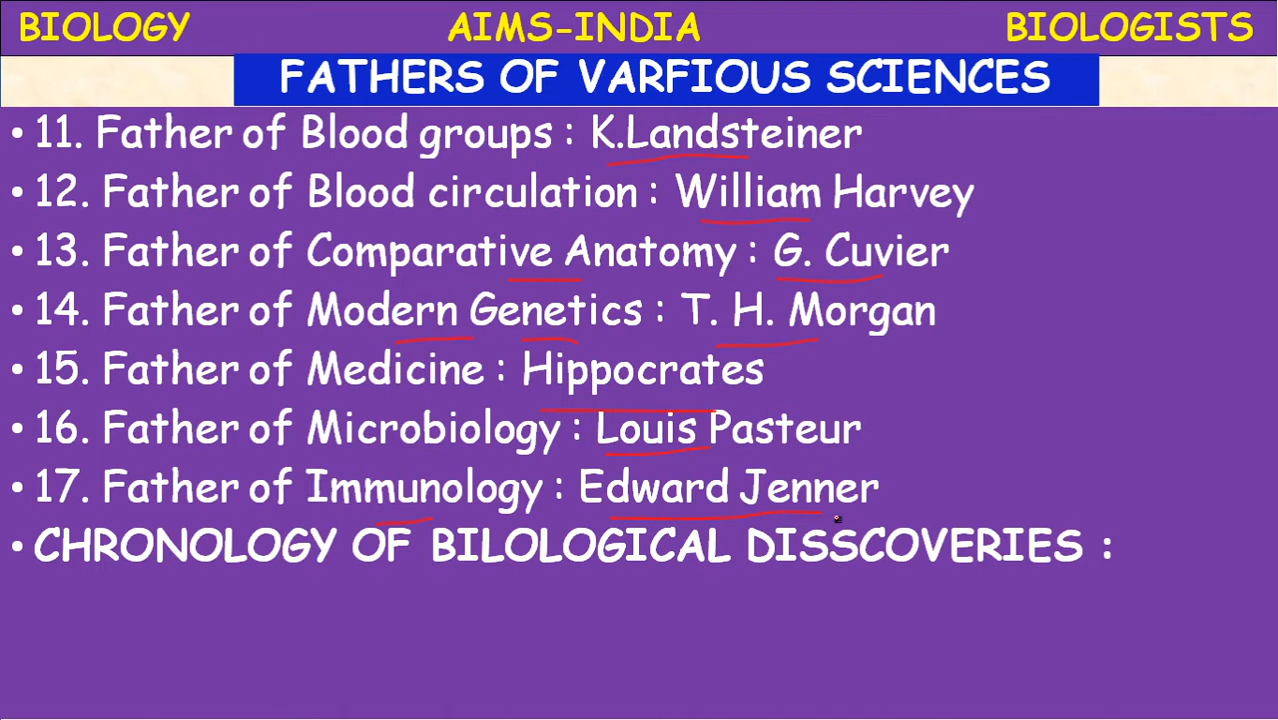 BIOLOGY AIMS-INDIA BIOLOGISTS
FATHERS OF VARFIOUS SCIENCES
• 11. Father of Blood groups : K.Landsteiner
• 12. Father of Blood circulation : William Harvey
• 13. Father of Comparative Anatomy : G. Cuvier
• 14. Father of Modern Genetics : T. H. Morgan
• 15. Father of Medicine : Hippocrates
• 16. Father of Microbiology : Louis Pasteur
• 17. Father of Immunology : Edward Jenner
• CHRONOLOGY OF BILOLOGICAL DISSCOVERIES :